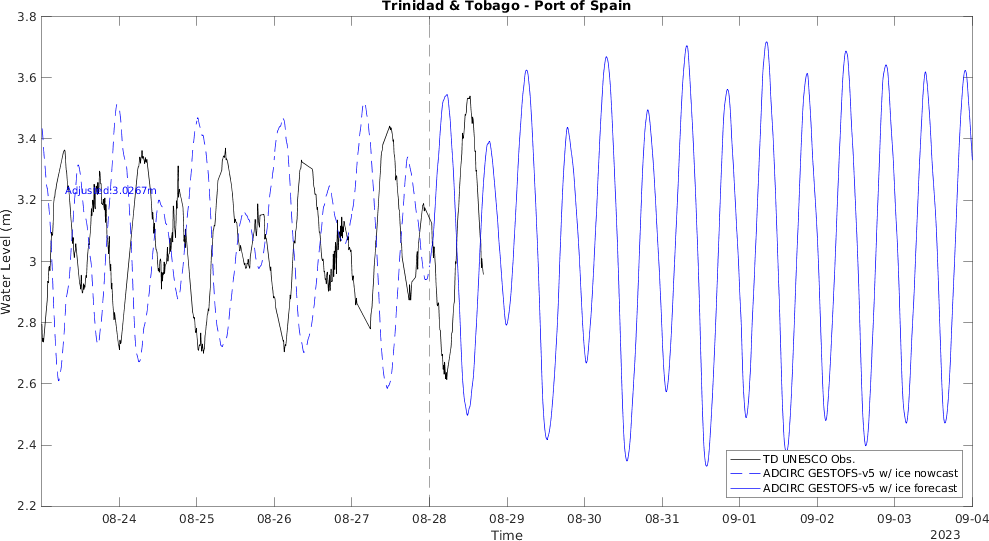 Trinidad & Tobago - Port of Spain
3.8
3.6
3.4
3.2
3
2.8
2.6
2.4
2.2
Water Level (m)
Adjusted:3.0267m
TD UNESCO Obs.
ADCIRC GESTOFS-v5 w/ ice nowcast
ADCIRC GESTOFS-v5 w/ ice forecast
08-24 08-25 08-26 08-27 08-28 08-29 08-30 08-31 09-01 09-02 09-03 09-04
Time
2023